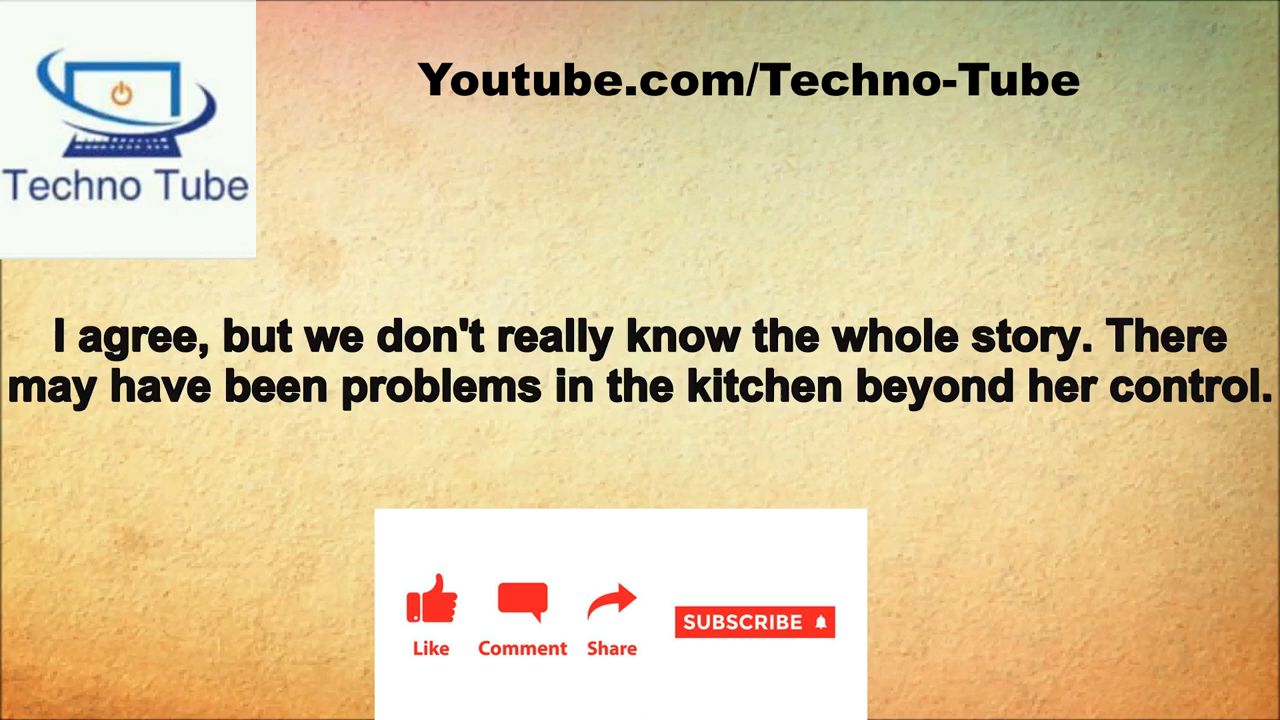 Youtube.com/Techno-Tube
Techno Tube
I agree, but we don't really know the whole story. There
may have been problems in the kitchen beyond her control.
Like Comment Share
SUBSCRIBE